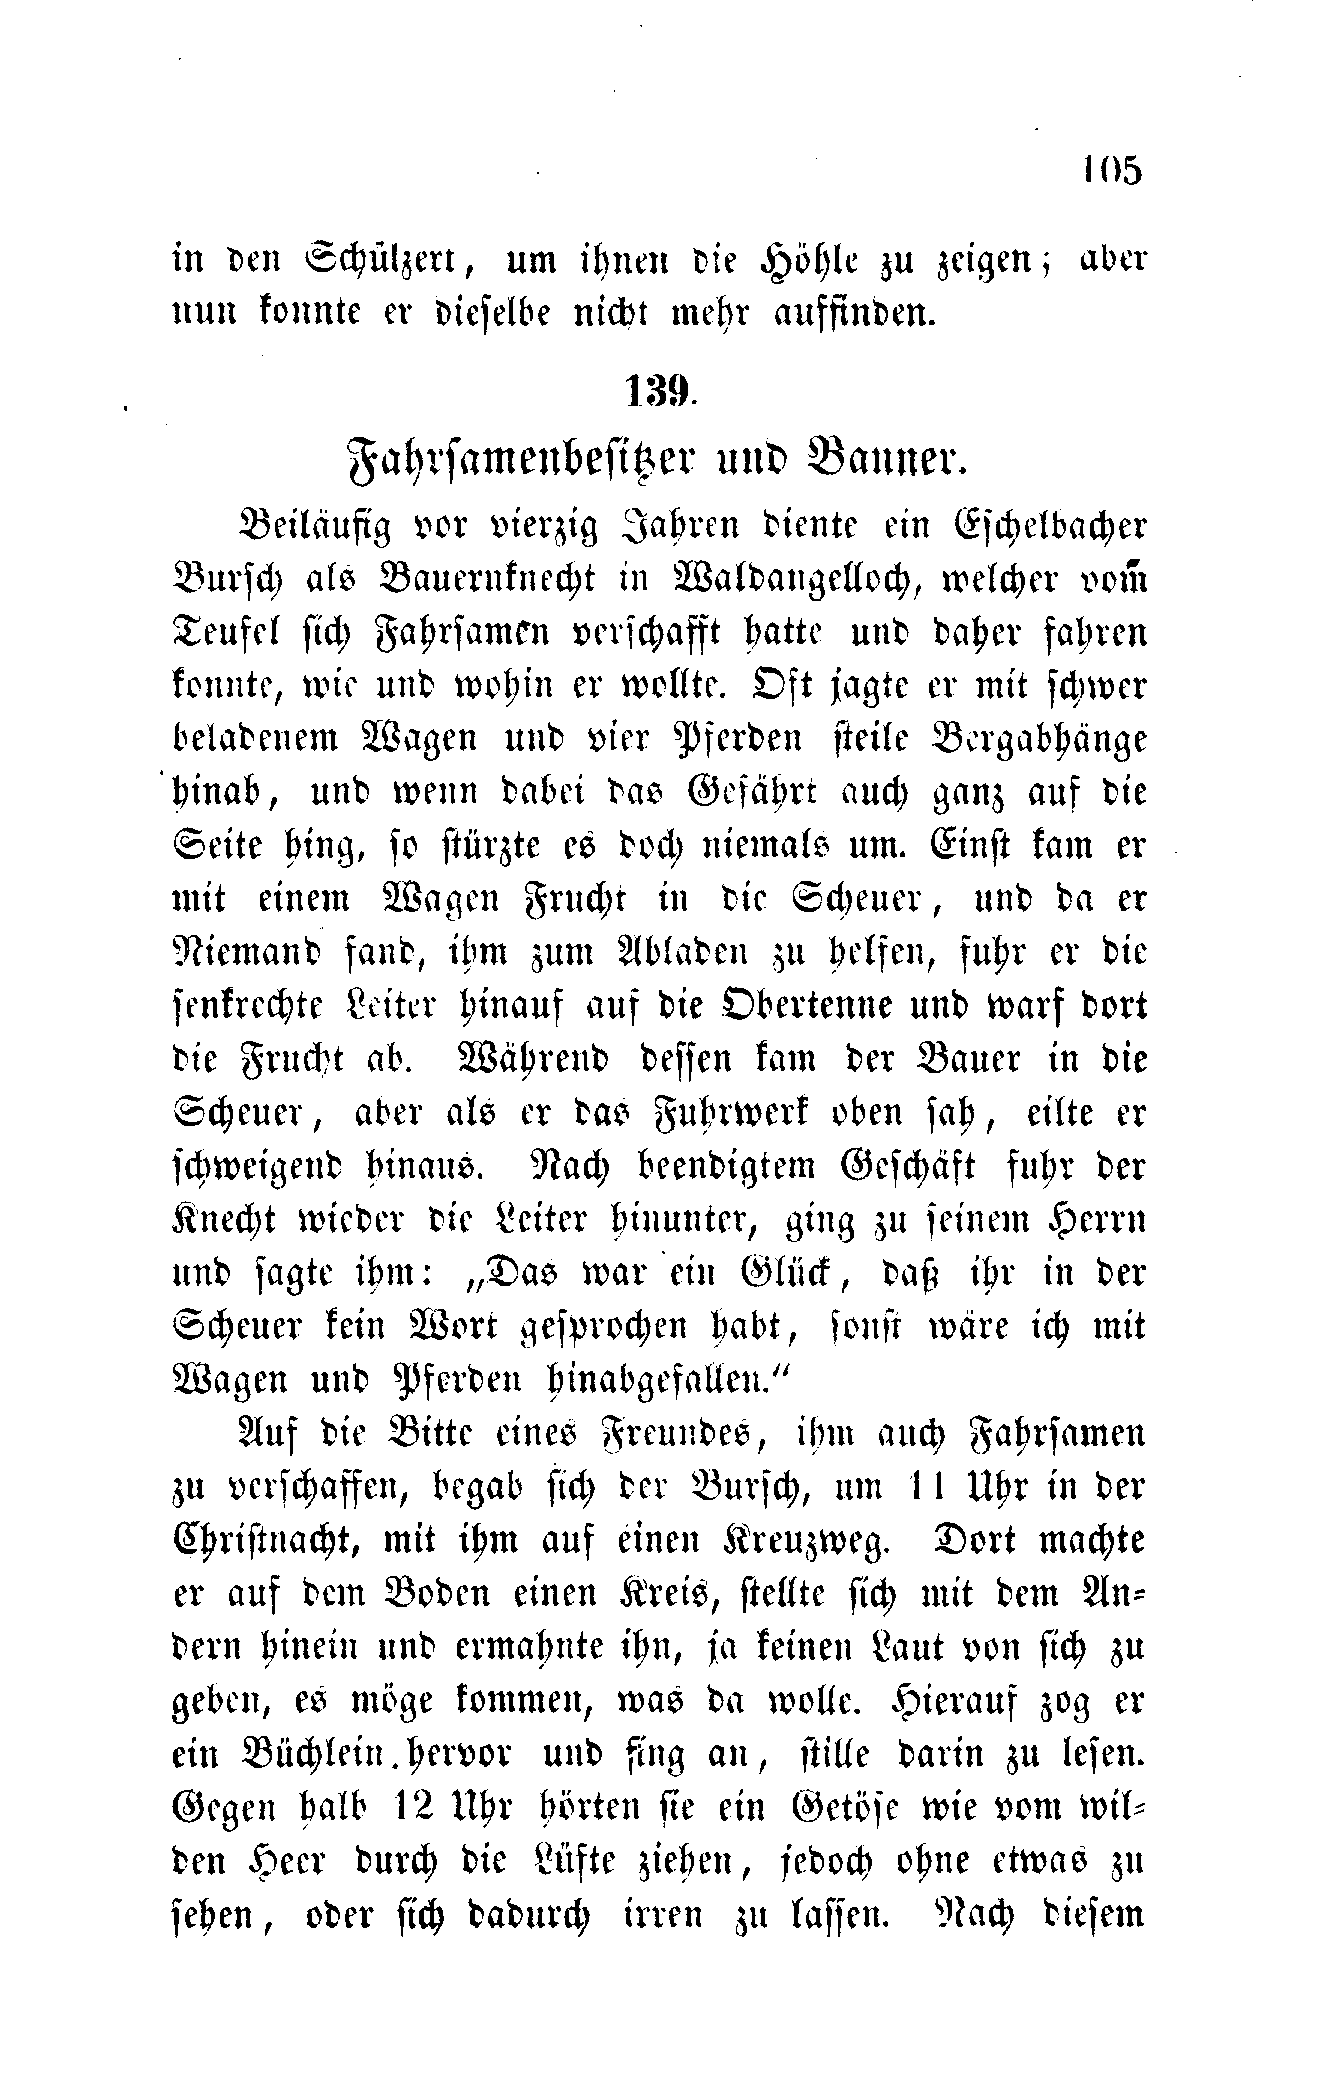 105
in den Schülzert, um ihnen die Höhle zu zeigen; aber
nun konnte er dieselbe nicht mehr auffinden.
139.
Fahrsamenbesitzer und Banner.
Beiläufig vor vierzig Jahren diente ein Eschelbacher
Bursch als Bauernknecht in Waldangelloch, welcher vom
Teufel sich Fahrsamen verschafft hatte und daher fahren
konnte, wie und wohin er wollte. Oft jagte er mit schwer
beladenem Wagen und vier Pferden steile Bergabhänge
hinab, und wenn dabei das Gefährt auch ganz auf die
Seite hing, so stürzte es doch niemals um. Einst kam er
mit einem Wagen Frucht in die Scheuer, und da er
Niemand fand, ihm zum Abladen zu helfen, fuhr er die
senkrechte Leiter hinauf auf die Obertenne und warf dort
die Frucht ab. Während dessen kam der Bauer in die
Scheuer, aber als er das Fuhrwerk oben sah, eilte er
schweigend hinaus. Nach beendigtem Geschäft fuhr der
Knecht wieder die Leiter hinunter, ging zu seinem Herrn
und sagte ihm: „Das war ein Glück, daß ihr in der
Scheuer kein Wort gesprochen habt, sonst wäre ich mit
Wagen und Pferden hinabgefallen.“
Auf die Bitte eines Freundes, ihm auch Fahrsamen
zu verschaffen, begab sich der Bursch, um 11 Uhr in der
Christnacht, mit ihm auf einen Kreuzweg. Dort machte
er auf dem Boden einen Kreis, stellte sich mit dem An-
dern hinein und ermahnte ihn, ja keinen Laut von sich zu
geben, es möge kommen, was da wolle. Hierauf zog er
ein Büchlein hervor und fing an, stille darin zu lesen.
Gegen halb 12 Uhr hörten sie ein Getöse wie vom wil-
den Heer durch die Lüfte ziehen, jedoch ohne etwas zu
sehen, oder sich dadurch irren zu lassen. Nach diesem